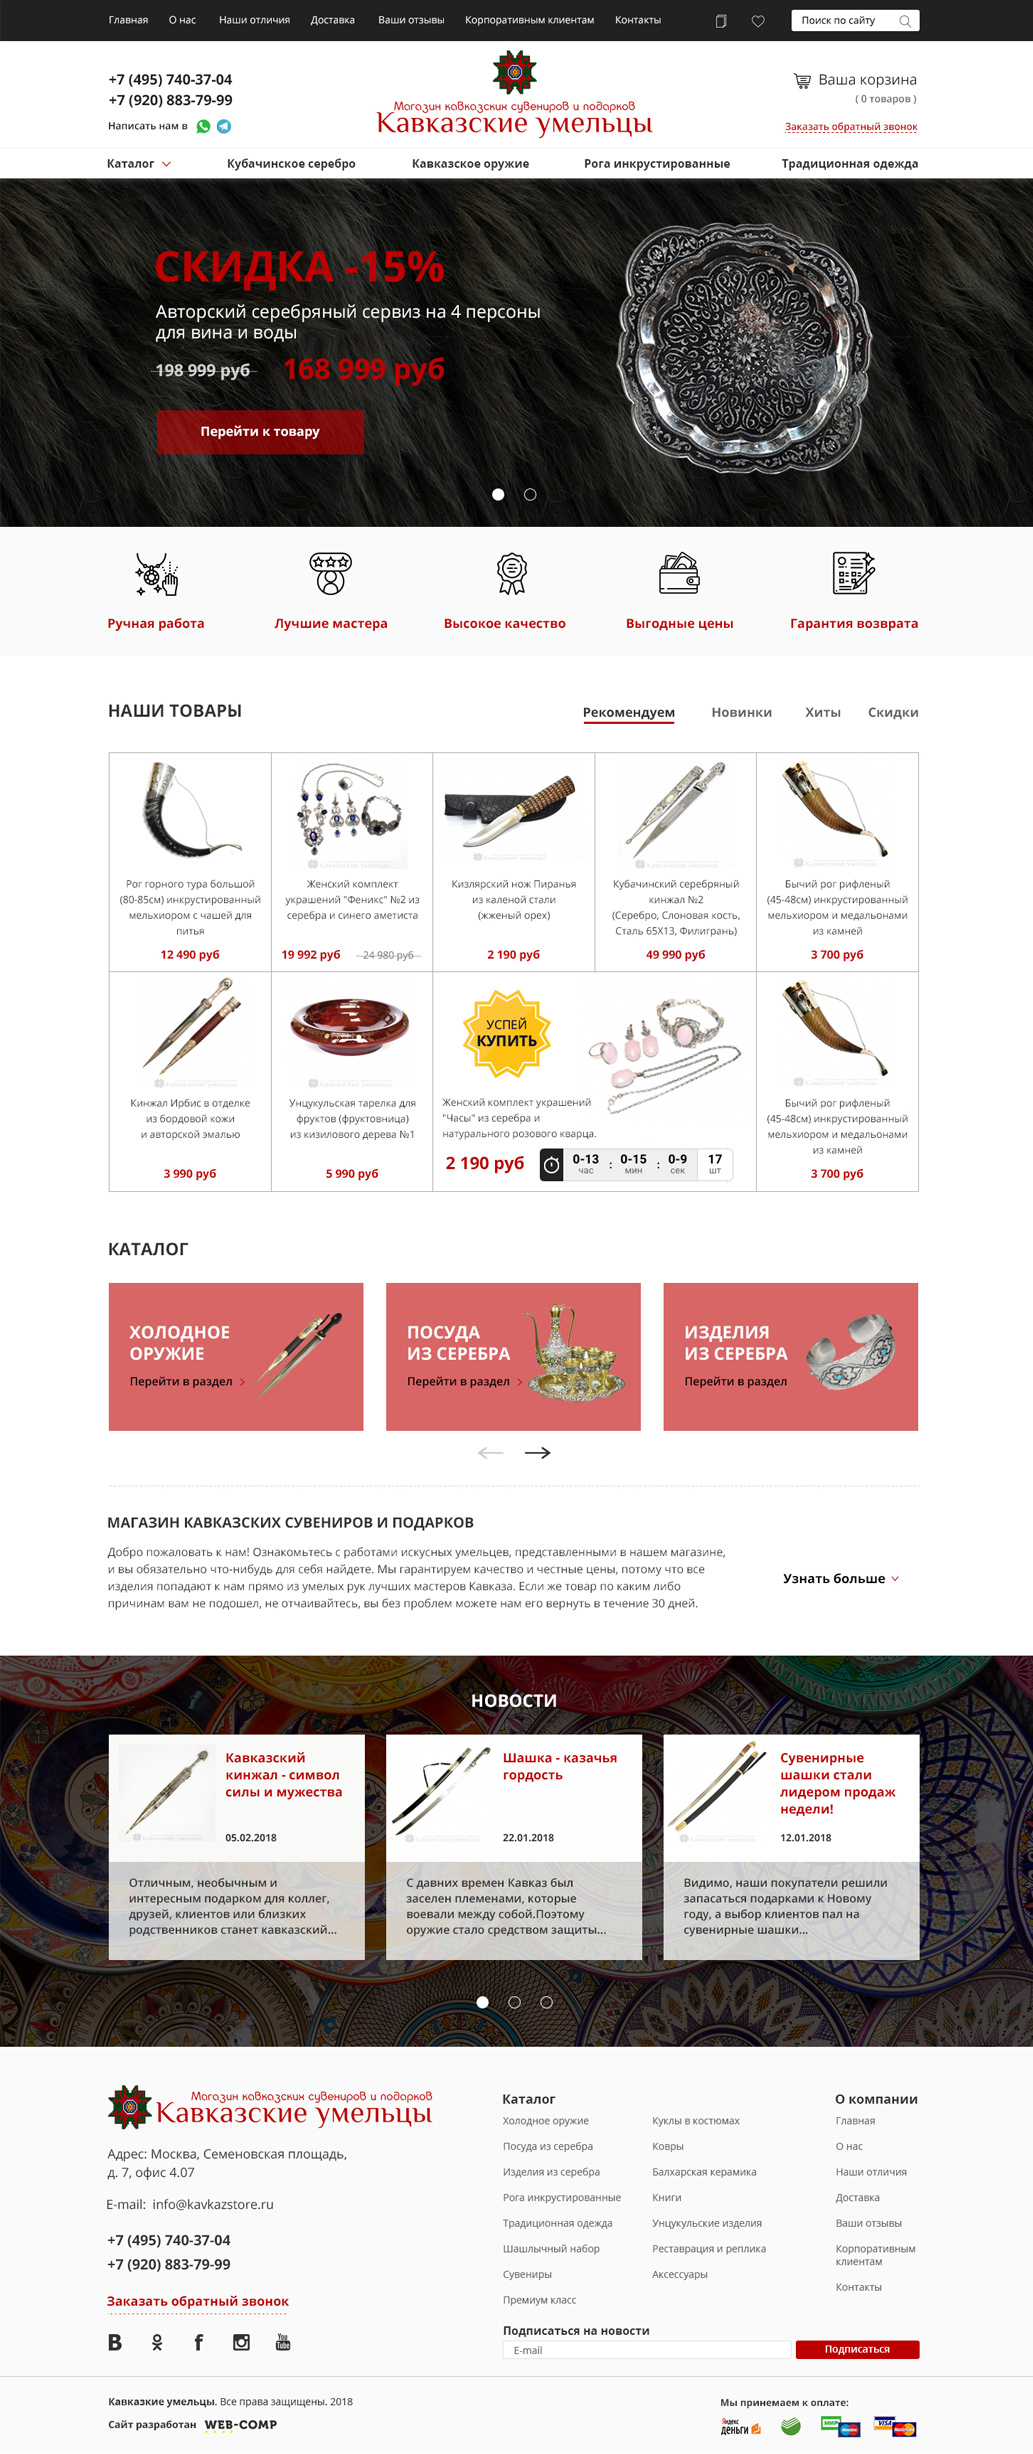 Главная О нас Наши отличия Доставка Ваши отзывы Корпоративным клиентам Контакты Поиск по сайту
+7 (495) 740-37-04
+7 (920) 883-79-99
Написать нам в
Магазин кавказских сувениров и подарков
Кавказские умельцы
Ваша корзина
( 0 товаров )
Заказать обратный звонок
Каталог Кубачинское серебро Кавказское оружие Рога инкрустированные Традиционная одежда
СКИДКА -15%
Авторский серебряный сервиз на 4 персоны
для вина и воды
198 999 руб 168 999 руб
Перейти к товару
Ручная работа Лучшие мастера Высокое качество Выгодные цены Гарантия возврата
НАШИ ТОВАРЫ
Рекомендуем Новинки Хиты Скидки
Рог горного тура большой
(80-85см) инкрустированный
мельхиором с чашей для
питья
12 490 руб
Женский комплект
украшений "Феникс" №2 из
серебра и синего аметиста
19 992 руб 24 980 руб
Кизлярский нож Пиранья
из каленой стали
(жженый орех)
2 190 руб
Кубачинский серебряный
кинжал №2
(Серебро, Слоновая кость,
Сталь 65Х13, Филигрань)
49 990 руб
Бычий рог рифленый
(45-48см) инкрустированный
мельхиором и медальонами
из камней
3 700 руб
Кинжал Ирбис в отделке
из бордовой кожи
и авторской эмалью
3 990 руб
Унцукульская тарелка для
фруктов (фруктовница)
из кизилового дерева №1
5 990 руб
УСПЕЙ
КУПИТЬ
Женский комплект украшений
"Часы" из серебра и
натурального розового кварца.
2 190 руб
0-13 : 0-15 : 0-9 17
час мин сек шт
Бычий рог рифленый
(45-48см) инкрустированный
мельхиором и медальонами
из камней
3 700 руб
КАТАЛОГ
ХОЛОДНОЕ
ОРУЖИЕ
Перейти в раздел
ПОСУДА
ИЗ СЕРЕБРА
Перейти в раздел
ИЗДЕЛИЯ
ИЗ СЕРЕБРА
Перейти в раздел
МАГАЗИН КАВКАЗСКИХ СУВЕНИРОВ И ПОДАРКОВ
Добро пожаловать к нам! Ознакомьтесь с работами искусных умельцев, представленными в нашем магазине,
и вы обязательно что-нибудь для себя найдете. Мы гарантируем качество и честные цены, потому что все
изделия попадают к нам прямо из умелых рук лучших мастеров Кавказа. Если же товар по каким либо
причинам вам не подошел, не отчаивайтесь, вы без проблем можете нам его вернуть в течение 30 дней.
Узнать больше
НОВОСТИ
Кавказский
кинжал - символ
силы и мужества
05.02.2018
Отличным, необычным и
интересным подарком для коллег,
друзей, клиентов или близких
родственников станет кавказский...
Шашка - казачья
гордость
22.01.2018
С давних времен Кавказ был
заселен племенами, которые
воевали между собой.Поэтому
оружие стало средством защиты...
Сувенирные
шашки стали
лидером продаж
недели!
12.01.2018
Видимо, наши покупатели решили
запасаться подарками к Новому
году, а выбор клиентов пал на
сувенирные шашки...
Магазин кавказских сувениров и подарков
Кавказские умельцы
Адрес: Москва, Семеновская площадь,
д. 7, офис 4.07
E-mail: info@kavkazstore.ru
+7 (495) 740-37-04
+7 (920) 883-79-99
Заказать обратный звонок
Каталог
Холодное оружие
Посуда из серебра
Изделия из серебра
Рога инкрустированные
Традиционная одежда
Шашлычный набор
Сувениры
Премиум класс
Куклы в костюмах
Ковры
Балхарская керамика
Книги
Унцукульские изделия
Реставрация и реплика
Аксессуары
О компании
Главная
О нас
Наши отличия
Доставка
Ваши отзывы
Корпоративным
клиентам
Контакты
Подписаться на новости
E-mail Подписаться
Кавказкие умельцы. Все права защищены. 2018
Сайт разработан WEB-COMP
Мы принимаем к оплате:
Яндекс
деньги
МИР
Maestro
VISA
MasterCard